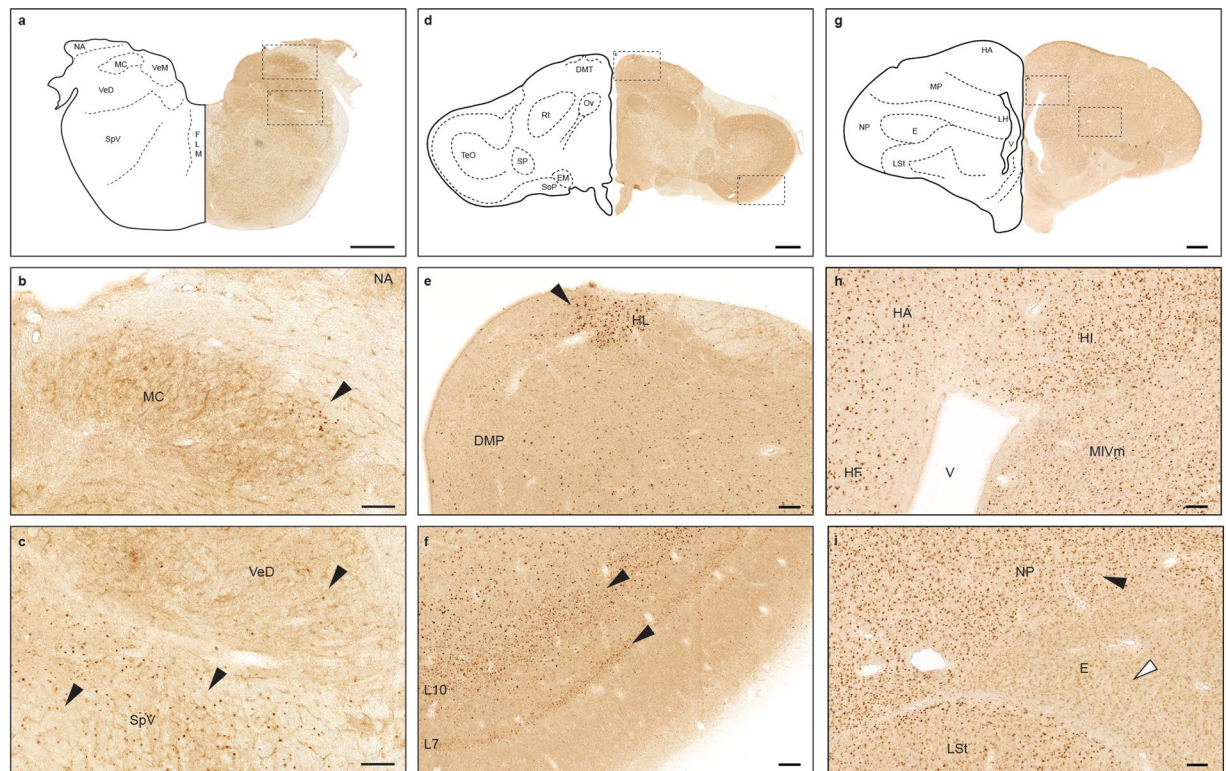 a
NA
MC
VeM
VeD
SpV
F
L
M
d
DMT
Rt
Ov
TeO
SP
EM
SoP
g
HA
MP
NP
E
LH
V
LSt
b
NA
MC
e
HL
DMP
h
HA
HI
MIVm
HF
V
c
VeD
SpV
f
L10
L7
i
NP
E
LSt